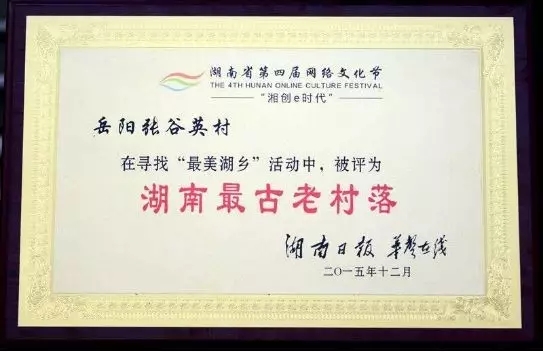 湖南省第四届网络文化节
THE 4TH HUNAN ONLINE CULTURE FESTIVAL
“湘创e时代”
岳阳张谷英村
在寻找“最美湖乡”活动中，被评为
湖南最古老村落
湖南日报 华声在线
二〇一五年十二月